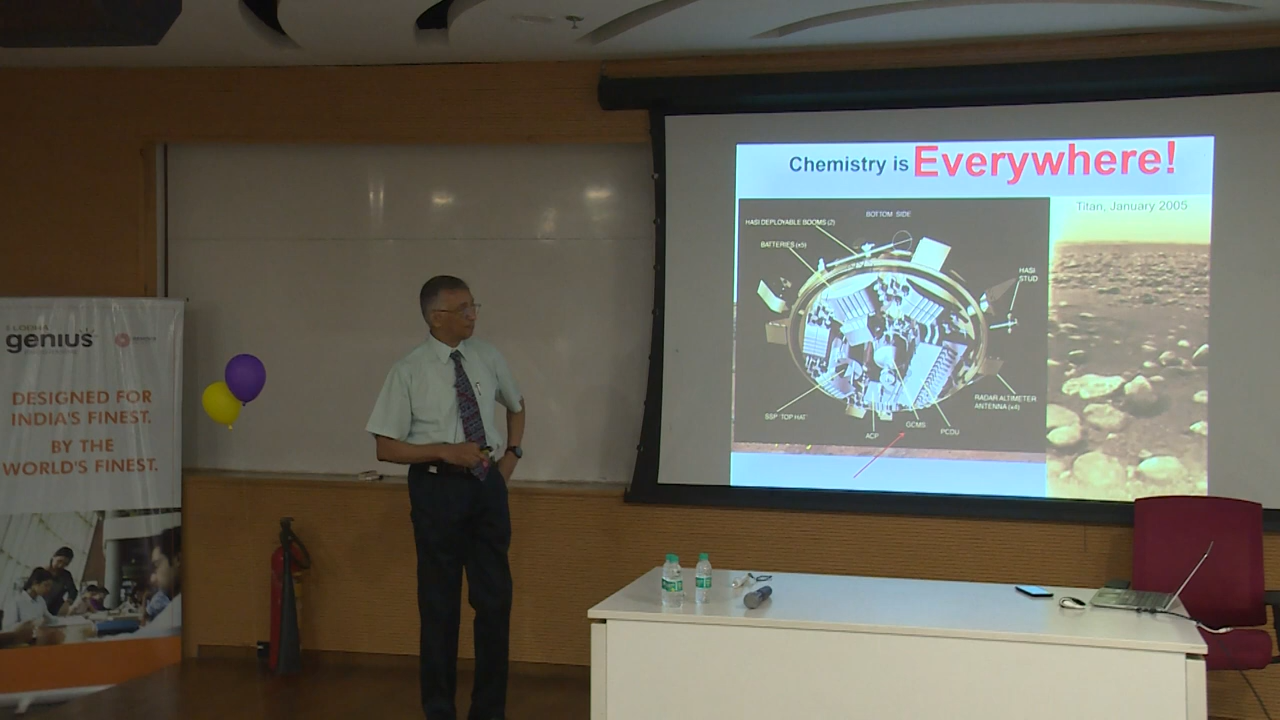 LODHA
genius
DESIGNED FOR
INDIA'S FINEST.
BY THE
WORLD'S FINEST.
Chemistry is Everywhere!
Titan, January 2005
BOTTOM SIDE
HASI DEPLOYABLE BOOMS (2)
BATTERIES (x5)
HASI
STUD
RADAR ALTIMETER
ANTENNA (x4)
SSP 'TOP HAT'
ACP
GCMS
PCDU